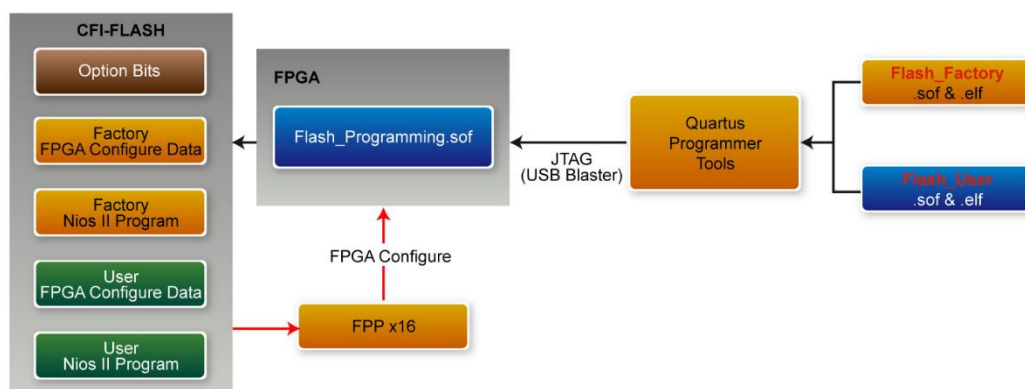 CFI-FLASH
Option Bits
Factory
FPGA Configure Data
Factory
Nios II Program
User
FPGA Configure Data
User
Nios II Program
FPGA
Flash_Programming.sof
FPGA Configure
FPP x16
JTAG
(USB Blaster)
Quartus
Programmer
Tools
Flash_Factory
.sof & .elf
Flash_User
.sof & .elf